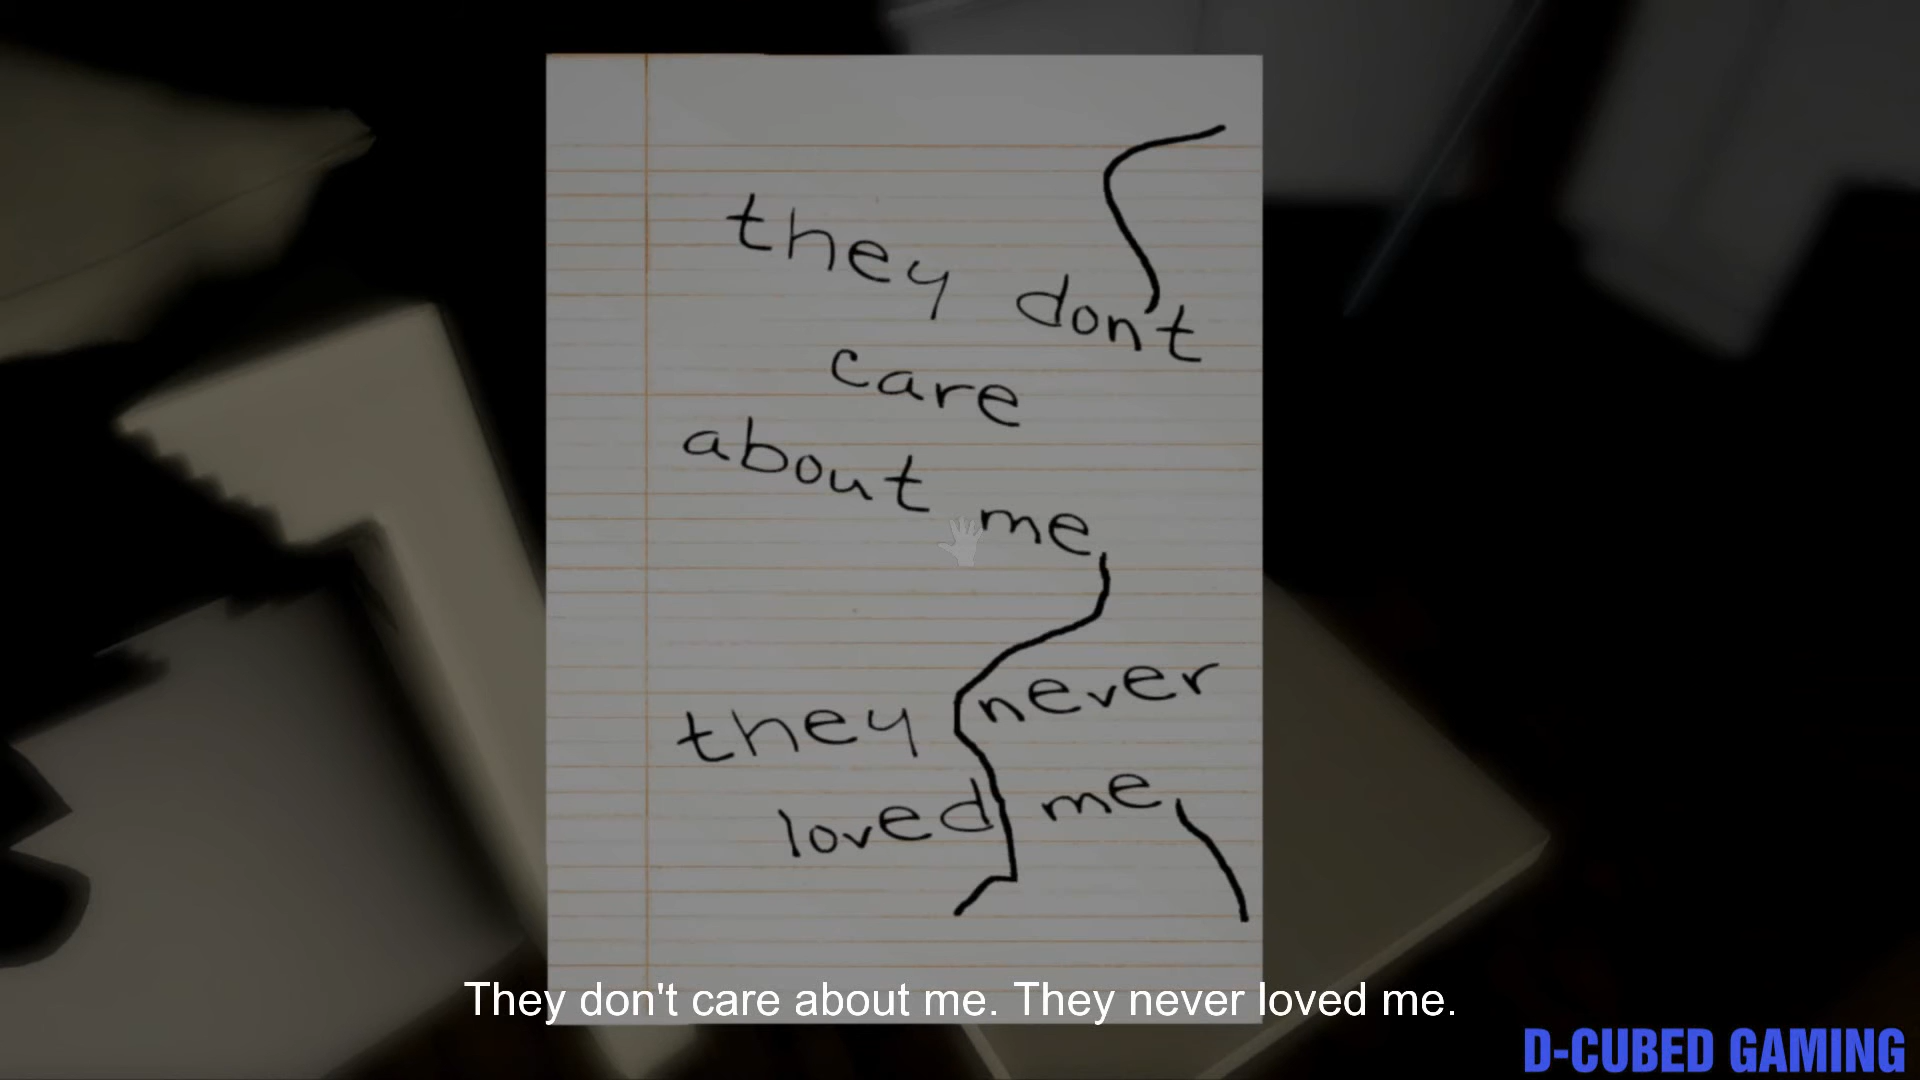 they don't
care
about me
they never
loved me
They don't care about me. They never loved me.
D-CUBED GAMING